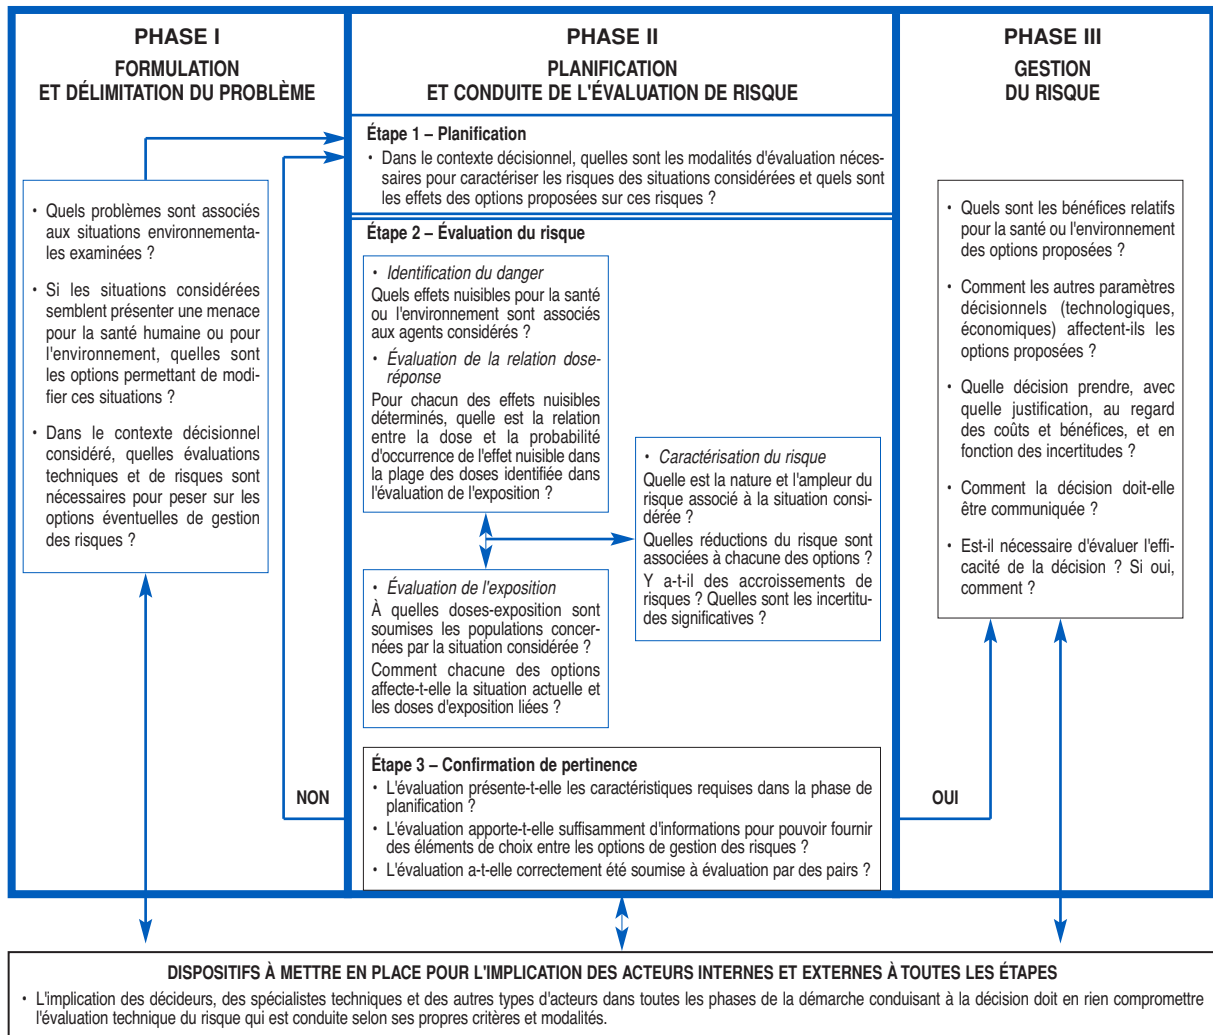 PHASE I
FORMULATION
ET DÉLIMITATION DU PROBLÈME
• Quels problèmes sont associés
aux situations environnementa-
les examinées ?
• Si les situations considérées
semblent présenter une menace
pour la santé humaine ou pour
l'environnement, quelles sont
les options permettant de modi-
fier ces situations ?
• Dans le contexte décisionnel
considéré, quelles évaluations
techniques et de risques sont
nécessaires pour peser sur les
options éventuelles de gestion
des risques ?
NON
PHASE II
PLANIFICATION
ET CONDUITE DE L'ÉVALUATION DE RISQUE
Étape 1 – Planification
• Dans le contexte décisionnel, quelles sont les modalités d'évaluation néces-
saires pour caractériser les risques des situations considérées et quels sont
les effets des options proposées sur ces risques ?
Étape 2 – Évaluation du risque
• Identification du danger
Quels effets nuisibles pour la santé
ou l'environnement sont associés
aux agents considérés ?
• Évaluation de la relation dose-
réponse
Pour chacun des effets nuisibles
déterminés, quelle est la relation
entre la dose et la probabilité
d'occurrence de l'effet nuisible dans
la plage des doses identifiée dans
l'évaluation de l'exposition ?
• Évaluation de l'exposition
À quelles doses-exposition sont
soumises les populations concer-
nées par la situation considérée ?
Comment chacune des options
affecte-t-elle la situation actuelle et
les doses d'exposition liées ?
• Caractérisation du risque
Quelle est la nature et l'ampleur du
risque associé à la situation consi-
dérée ?
Quelles réductions du risque sont
associées à chacune des options ?
Y a-t-il des accroissements de
risques ? Quelles sont les incertitu-
des significatives ?
Étape 3 – Confirmation de pertinence
• L'évaluation présente-t-elle les caractéristiques requises dans la phase de
planification ?
• L'évaluation apporte-t-elle suffisamment d'informations pour pouvoir fournir
des éléments de choix entre les options de gestion des risques ?
• L'évaluation a-t-elle correctement été soumise à évaluation par des pairs ?
PHASE III
GESTION
DU RISQUE
• Quels sont les bénéfices relatifs
pour la santé ou l'environnement
des options proposées ?
• Comment les autres paramètres
décisionnels (technologiques,
économiques) affectent-ils les
options proposées ?
• Quelle décision prendre, avec
quelle justification, au regard
des coûts et bénéfices, et en
fonction des incertitudes ?
• Comment la décision doit-elle
être communiquée ?
• Est-il nécessaire d'évaluer l'effi-
cacité de la décision ? Si oui,
comment ?
OUI
DISPOSITIFS À METTRE EN PLACE POUR L'IMPLICATION DES ACTEURS INTERNES ET EXTERNES À TOUTES LES ÉTAPES
• L'implication des décideurs, des spécialistes techniques et des autres types d'acteurs dans toutes les phases de la démarche conduisant à la décision doit en rien compromettre
l'évaluation technique du risque qui est conduite selon ses propres critères et modalités.